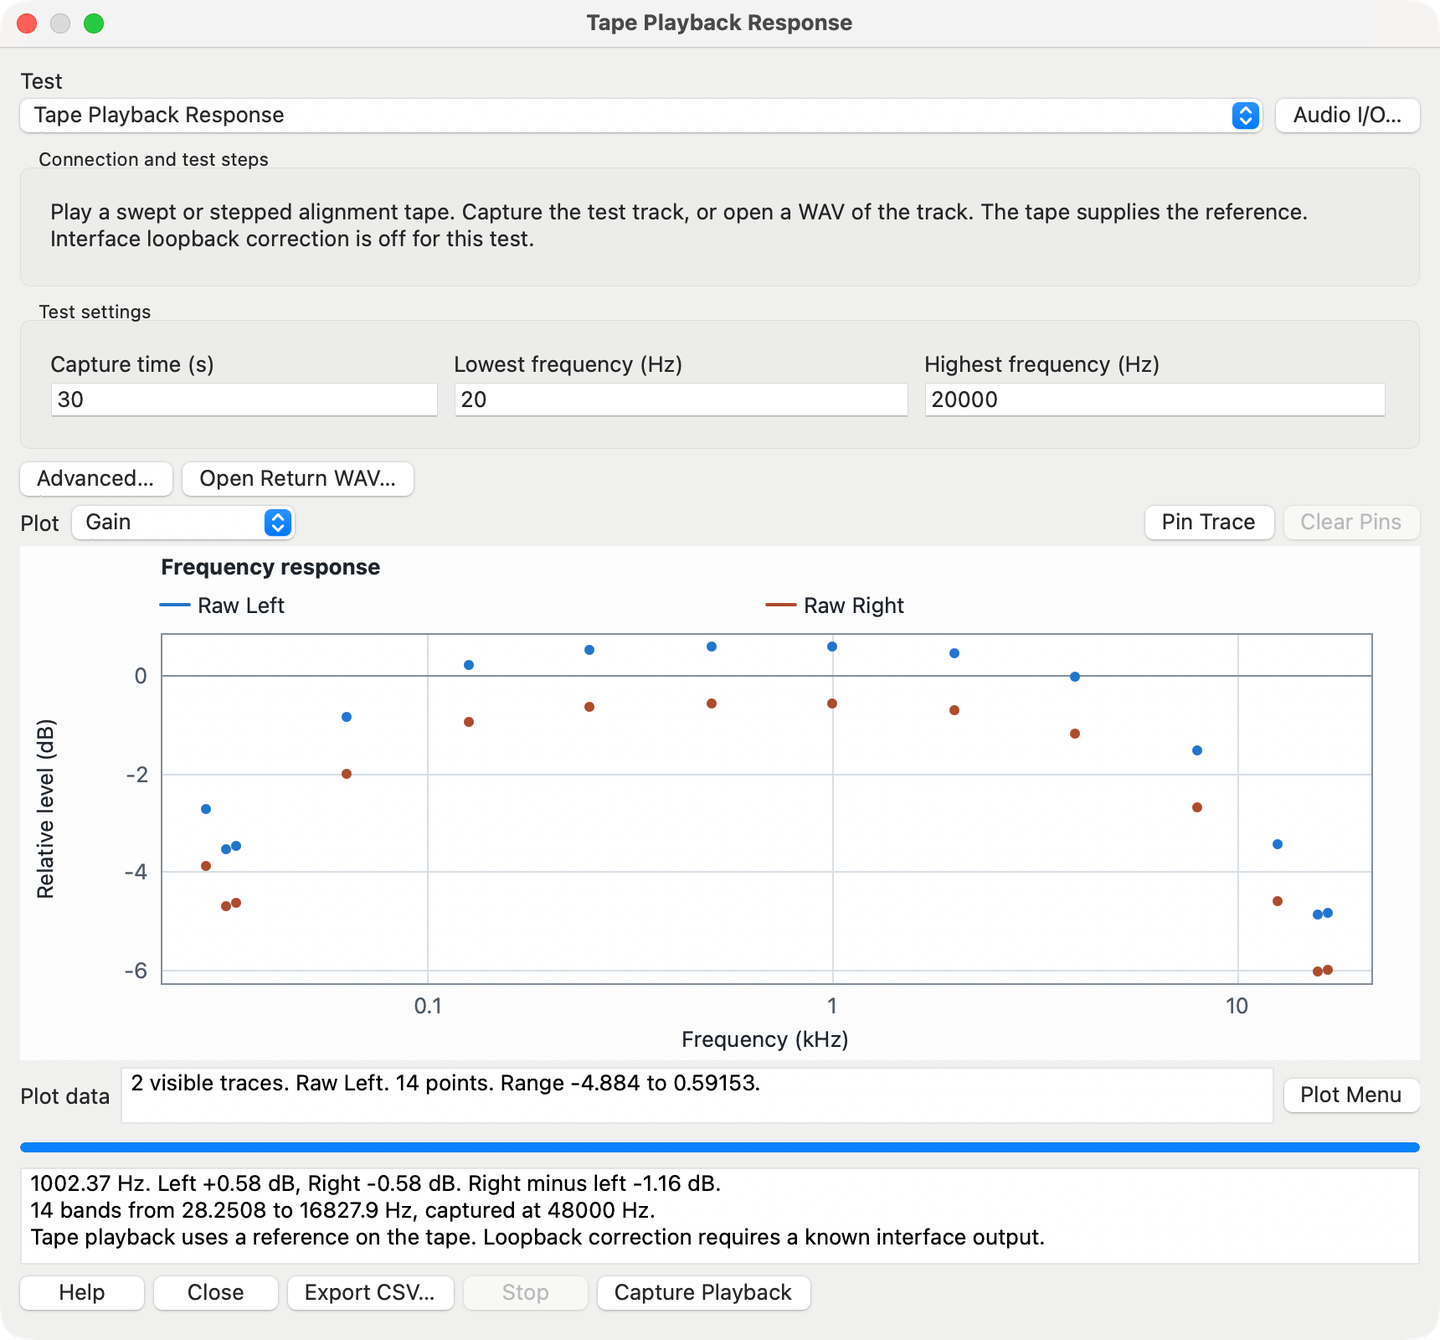 Tape Playback Response
Test
Tape Playback Response
Audio I/O...
Connection and test steps
Play a swept or stepped alignment tape. Capture the test track, or open a WAV of the track. The tape supplies the reference.
Interface loopback correction is off for this test.
Test settings
Capture time (s)
Lowest frequency (Hz)
Highest frequency (Hz)
30
20
20000
Advanced...
Open Return WAV...
Plot
Gain
Pin Trace
Clear Pins
Frequency response
Raw Left
Raw Right
Relative level (dB)
0
-2
-4
-6
0.1
1
10
Frequency (kHz)
Plot data
2 visible traces. Raw Left. 14 points. Range -4.884 to 0.59153.
Plot Menu
1002.37 Hz. Left +0.58 dB, Right -0.58 dB. Right minus left -1.16 dB.
14 bands from 28.2508 to 16827.9 Hz, captured at 48000 Hz.
Tape playback uses a reference on the tape. Loopback correction requires a known interface output.
Help
Close
Export CSV...
Stop
Capture Playback